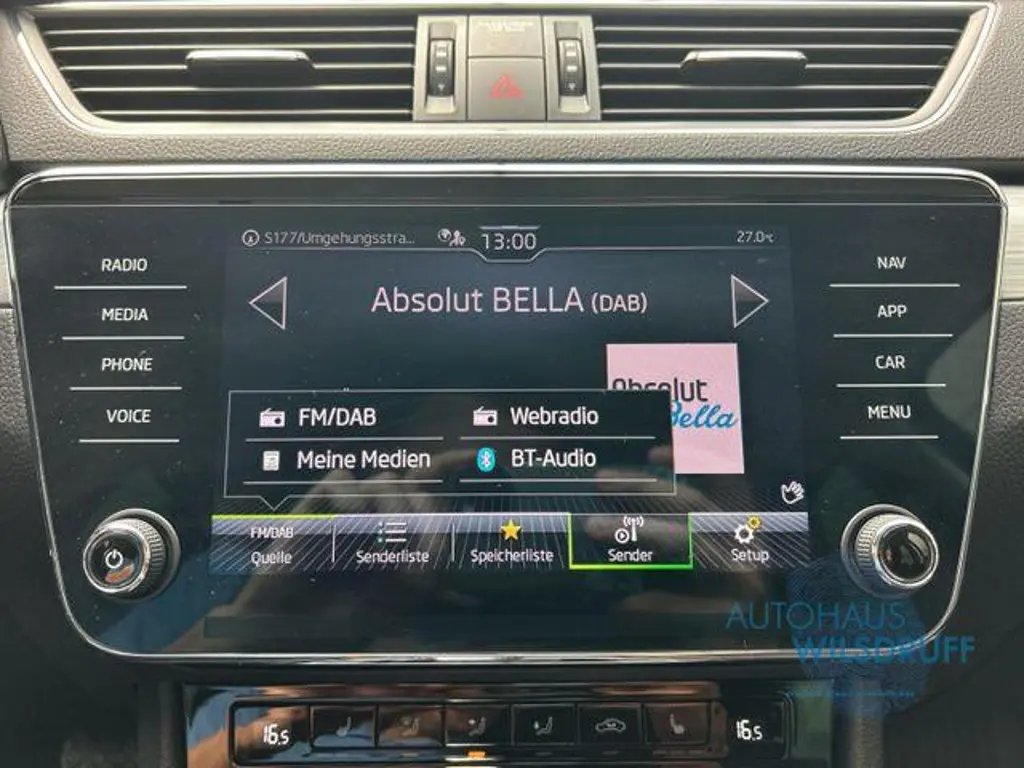 S177/Umgehungsstra...
13:00
27.0°C
RADIO
MEDIA
PHONE
VOICE
Absolut BELLA (DAB)
Absolut
Bella
FM/DAB
Webradio
Meine Medien
BT-Audio
FM/DAB
Quelle
Senderliste
Speicherliste
Sender
Setup
NAV
APP
CAR
MENU
AUTOHAUS
WILSDRUFF
16.5
16.5